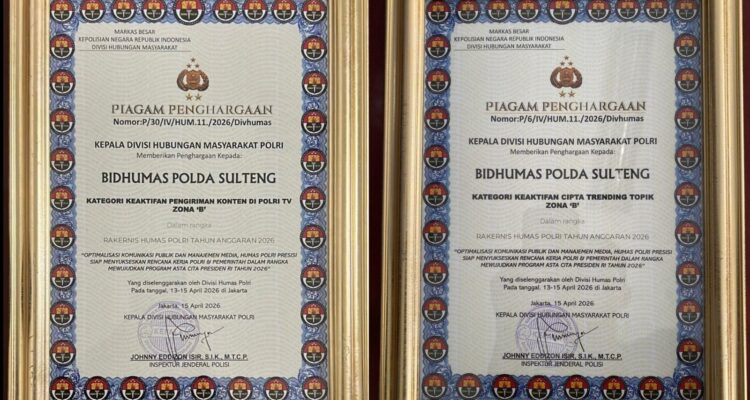 MARKAS BESAR
KEPOLISIAN NEGARA REPUBLIK INDONESIA
DIVISI HUBUNGAN MASYARAKAT
PIAGAM PENGHARGAAN
Nomor:P/30/IV/HUM.11./2026/Divhumas
KEPALA DIVISI HUBUNGAN MASYARAKAT POLRI
Memberikan Penghargaan Kepada:
BIDHUMAS POLDA SULTENG
KATEGORI KEAKTIFAN PENGIRIMAN KONTEN DI POLRI TV
ZONA ‘B’
Dalam rangka
RAKERNIS HUMAS POLRI TAHUN ANGGARAN 2026
"OPTIMALISASI KOMUNIKASI PUBLIK DAN MANAJEMEN MEDIA, HUMAS POLRI PRESISI
SIAP MENYUKSESKAN RENCANA KERJA POLRI & PEMERINTAH DALAM RANGKA
MEWUJUDKAN PROGRAM ASTA CITA PRESIDEN RI TAHUN 2026"
Yang diselenggarakan oleh Divisi Humas Polri
Pada tanggal, 13-15 April 2026 di Jakarta
Jakarta, 15 April 2026
KEPALA DIVISI HUBUNGAN MASYARAKAT POLRI
JOHNNY EDDIZON ISIR, S.I.K., M.T.C.P.
INSPEKTUR JENDERAL POLISI
MARKAS BESAR
KEPOLISIAN NEGARA REPUBLIK INDONESIA
DIVISI HUBUNGAN MASYARAKAT
PIAGAM PENGHARGAAN
Nomor:P/6/IV/HUM.11./2026/Divhumas
KEPALA DIVISI HUBUNGAN MASYARAKAT POLRI
Memberikan Penghargaan Kepada:
BIDHUMAS POLDA SULTENG
KATEGORI KEAKTIFAN CIPTA TRENDING TOPIK
ZONA ‘B’
Dalam rangka
RAKERNIS HUMAS POLRI TAHUN ANGGARAN 2026
"OPTIMALISASI KOMUNIKASI PUBLIK DAN MANAJEMEN MEDIA, HUMAS POLRI PRESISI
SIAP MENYUKSESKAN RENCANA KERJA POLRI & PEMERINTAH DALAM RANGKA
MEWUJUDKAN PROGRAM ASTA CITA PRESIDEN RI TAHUN 2026"
Yang diselenggarakan oleh Divisi Humas Polri
Pada tanggal, 13-15 April 2026 di Jakarta
Jakarta, 15 April 2026
KEPALA DIVISI HUBUNGAN MASYARAKAT POLRI
JOHNNY EDDIZON ISIR, S.I.K., M.T.C.P.
INSPEKTUR JENDERAL POLISI